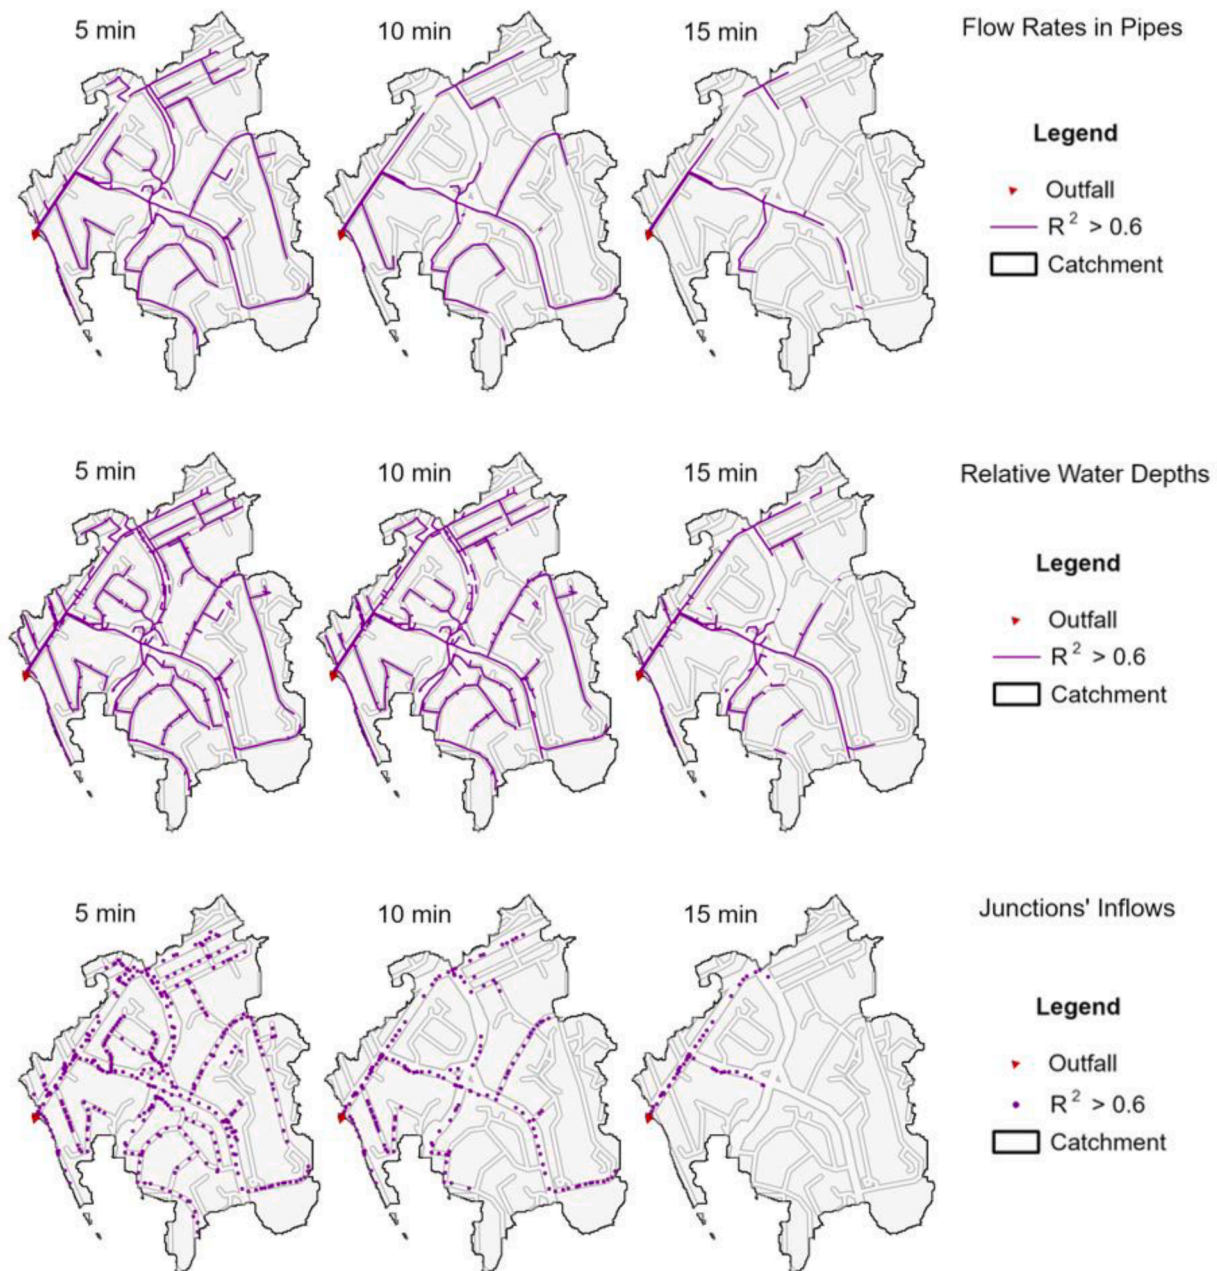 5 min
10 min
15 min
Flow Rates in Pipes
Legend
Outfall
R² > 0.6
Catchment
5 min
10 min
15 min
Relative Water Depths
Legend
Outfall
R² > 0.6
Catchment
5 min
10 min
15 min
Junctions' Inflows
Legend
Outfall
R² > 0.6
Catchment